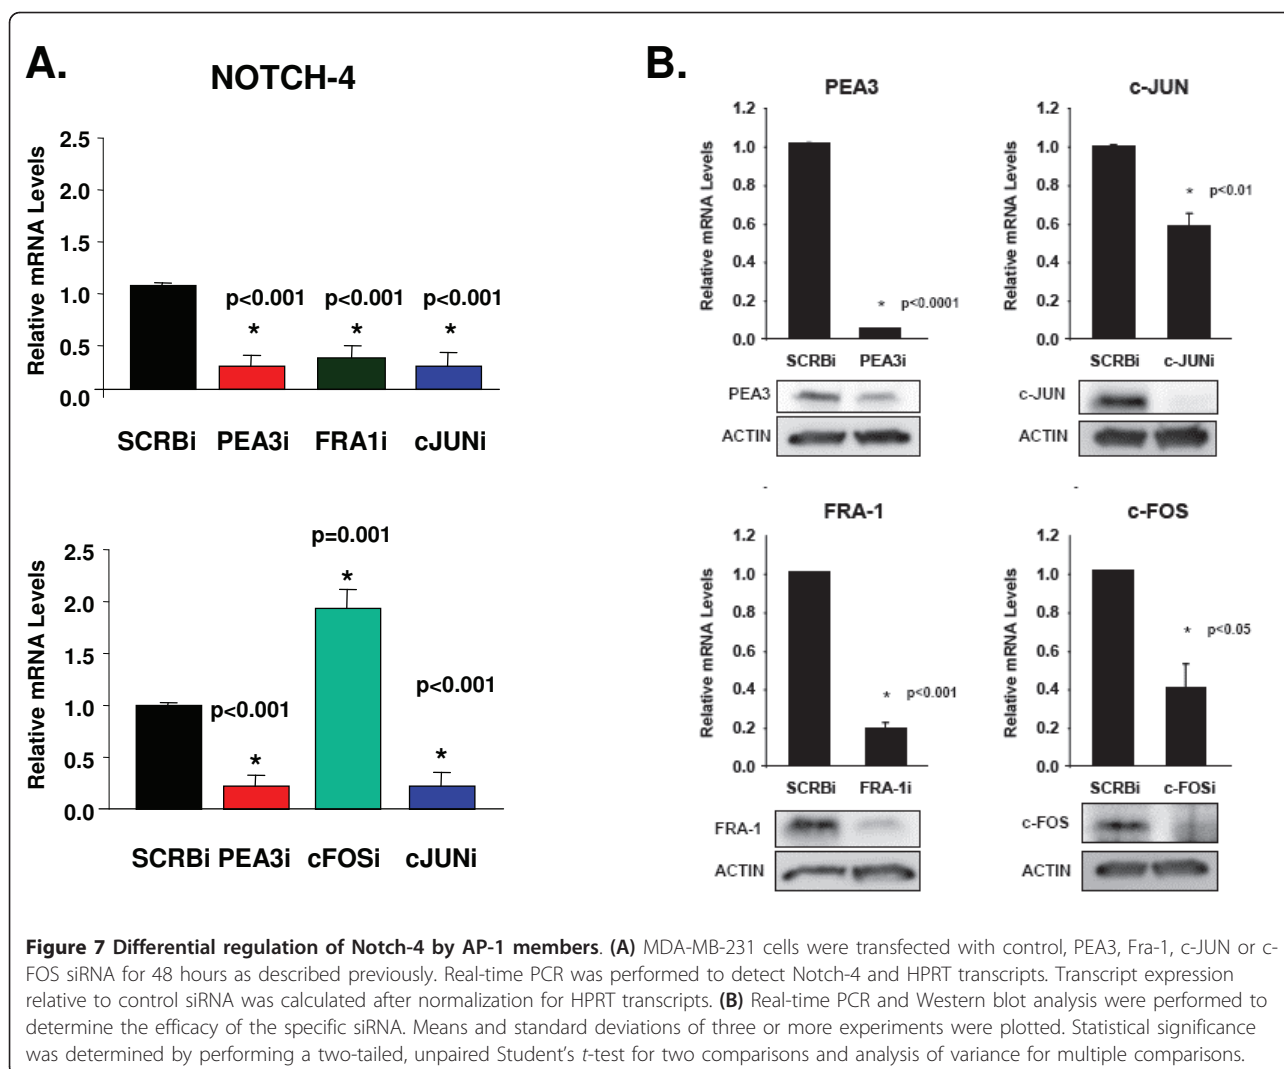 A.
NOTCH-4
Relative mRNA Levels
2.5
2.0
1.5
1.0
0.5
0.0
p<0.001 p<0.001 p<0.001
* * *
SCRBi PEA3i FRA1i cJUNi
Relative mRNA Levels
2.5
2.0
1.5
1.0
0.5
0.0
p=0.001
*
p<0.001
p<0.001
* *
SCRBi PEA3i cFOSi cJUNi
B.
PEA3
Relative mRNA Levels
1.2
1.0
0.8
0.6
0.4
0.2
0.0
* p<0.0001
SCRBi PEA3i
PEA3
ACTIN
c-JUN
Relative mRNA Levels
1.2
1.0
0.8
0.6
0.4
0.2
0.0
* p<0.01
SCRBi c-JUNi
c-JUN
ACTIN
FRA-1
Relative mRNA Levels
1.2
1.0
0.8
0.6
0.4
0.2
0.0
* p<0.001
SCRBi FRA-1i
FRA-1
ACTIN
c-FOS
Relative mRNA Levels
1.2
1.0
0.8
0.6
0.4
0.2
0.0
* p<0.05
SCRBi c-FOSi
c-FOS
ACTIN
Figure 7 Differential regulation of Notch-4 by AP-1 members. (A) MDA-MB-231 cells were transfected with control, PEA3, Fra-1, c-JUN or c-
FOS siRNA for 48 hours as described previously. Real-time PCR was performed to detect Notch-4 and HPRT transcripts. Transcript expression
relative to control siRNA was calculated after normalization for HPRT transcripts. (B) Real-time PCR and Western blot analysis were performed to
determine the efficacy of the specific siRNA. Means and standard deviations of three or more experiments were plotted. Statistical significance
was determined by performing a two-tailed, unpaired Student's t-test for two comparisons and analysis of variance for multiple comparisons.